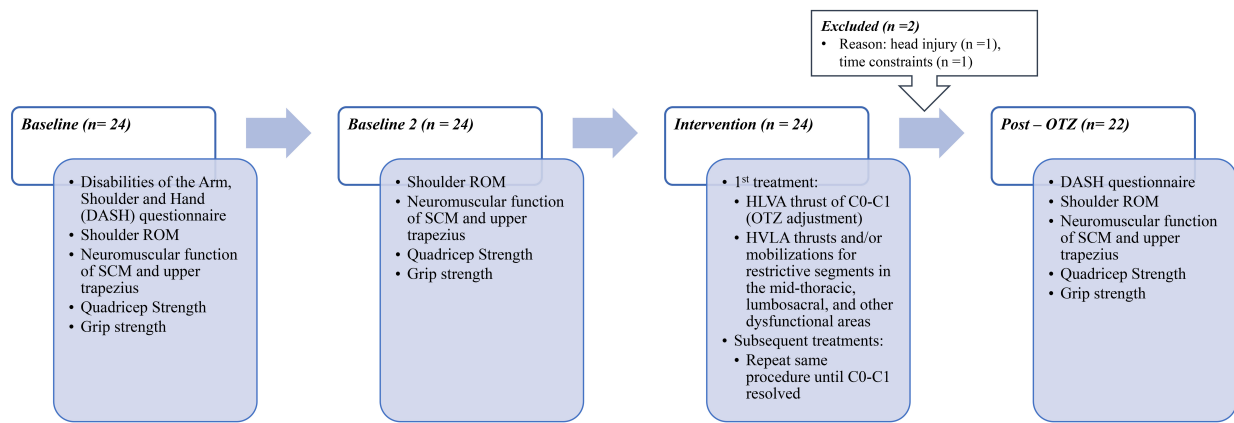 Excluded (n =2)
• Reason: head injury (n =1),
time constraints (n =1)
Baseline (n= 24)
• Disabilities of the Arm,
Shoulder and Hand
(DASH) questionnaire
• Shoulder ROM
• Neuromuscular function
of SCM and upper
trapezius
• Quadricep Strength
• Grip strength
Baseline 2 (n = 24)
• Shoulder ROM
• Neuromuscular function
of SCM and upper
trapezius
• Quadricep Strength
• Grip strength
Intervention (n = 24)
• 1st treatment:
• HLVA thrust of C0-C1
(OTZ adjustment)
• HVLA thrusts and/or
mobilizations for
restrictive segments in
the mid-thoracic,
lumbosacral, and other
dysfunctional areas
• Subsequent treatments:
• Repeat same
procedure until C0-C1
resolved
Post – OTZ (n= 22)
• DASH questionnaire
• Shoulder ROM
• Neuromuscular function
of SCM and upper
trapezius
• Quadricep Strength
• Grip strength